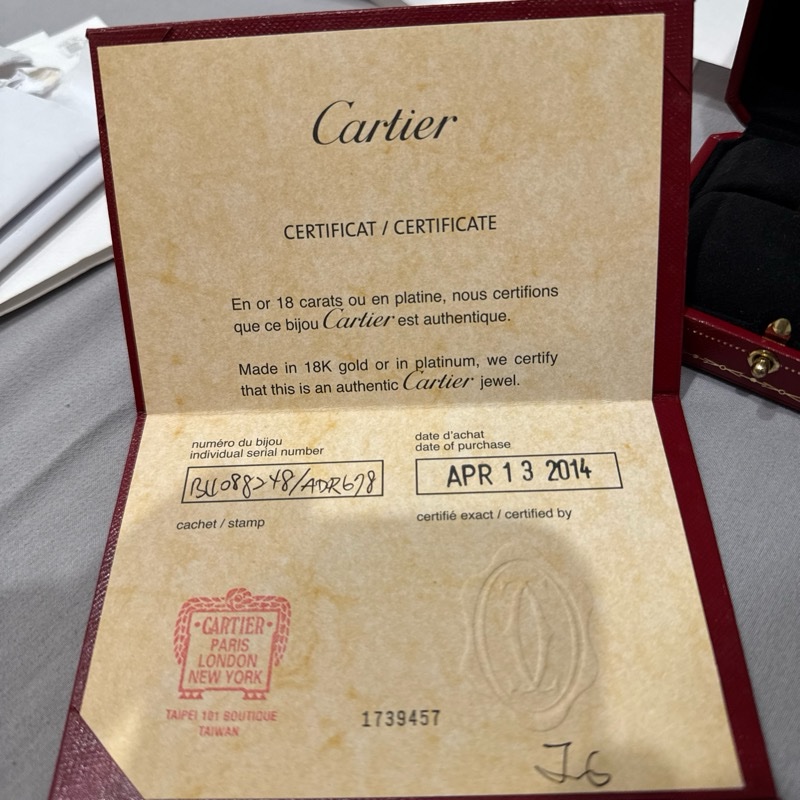 Cartier
CERTIFICAT / CERTIFICATE
En or 18 carats ou en platine, nous certifions
que ce bijou Cartier est authentique.
Made in 18K gold or in platinum, we certify
that this is an authentic Cartier jewel.
numéro du bijou
individual serial number
date d'achat
date of purchase
APR 13 2014
cachet / stamp
certifié exact / certified by
CARTIER
PARIS
LONDON
NEW YORK
TAIPEI 101 BOUTIQUE
TAIWAN
1739457